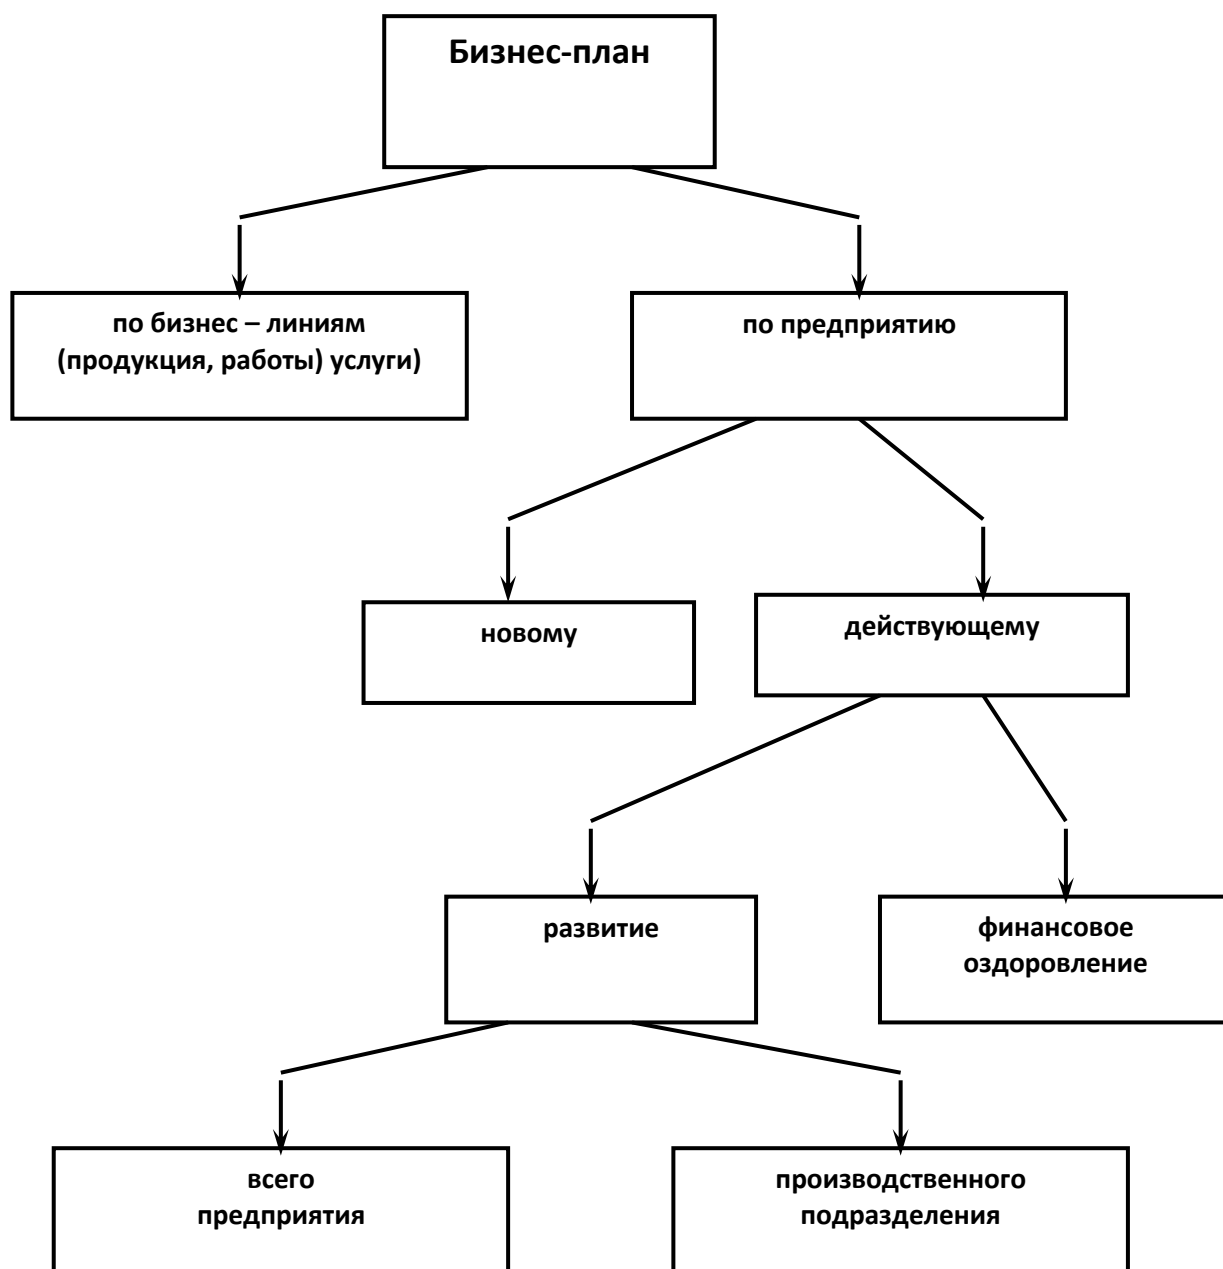 Бизнес-план
по бизнес – линиям
(продукция, работы) услуги)
по предприятию
новому
действующему
развитие
финансовое
оздоровление
всего
предприятия
производственного
подразделения